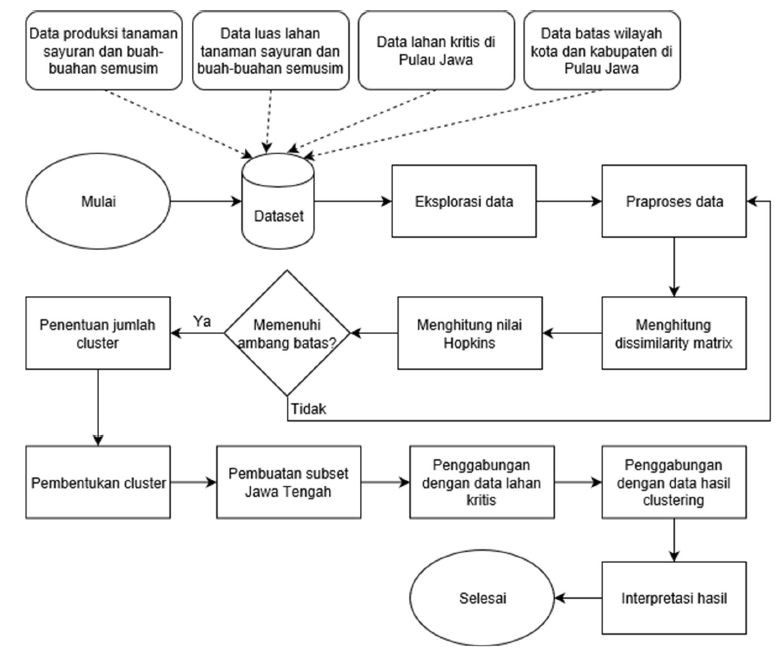 Data produksi tanaman
sayuran dan buah-
buahan semusim
Data luas lahan
tanaman sayuran dan
buah-buahan semusim
Data lahan kritis di
Pulau Jawa
Data batas wilayah
kota dan kabupaten di
Pulau Jawa
Mulai
Dataset
Eksplorasi data
Praproses data
Penentuan jumlah
cluster
Ya
Memenuhi
ambang batas?
Menghitung nilai
Hopkins
Menghitung
dissimilarity matrix
Tidak
Pembentukan cluster
Pembuatan subset
Jawa Tengah
Penggabungan
dengan data lahan
kritis
Penggabungan
dengan data hasil
clustering
Selesai
Interpretasi hasil